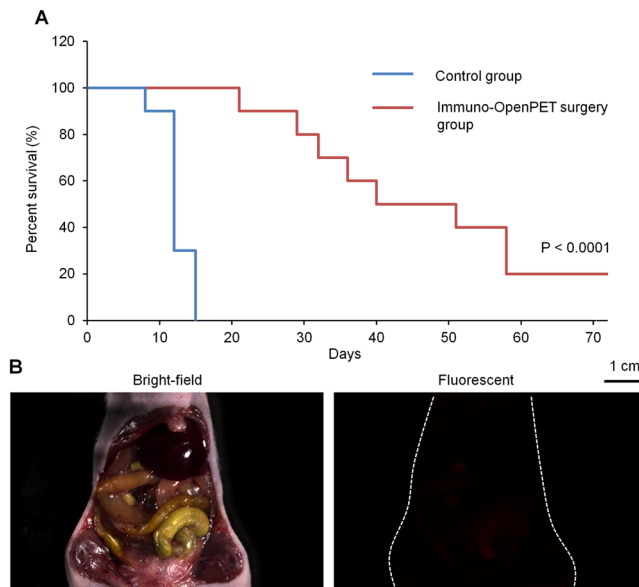 A
120
100
80
60
40
20
0
Percent survival (%)
Control group
Immuno-OpenPET surgery
group
P < 0.0001
0 10 20 30 40 50 60 70
Days
B
Bright-field
Fluorescent
1 cm